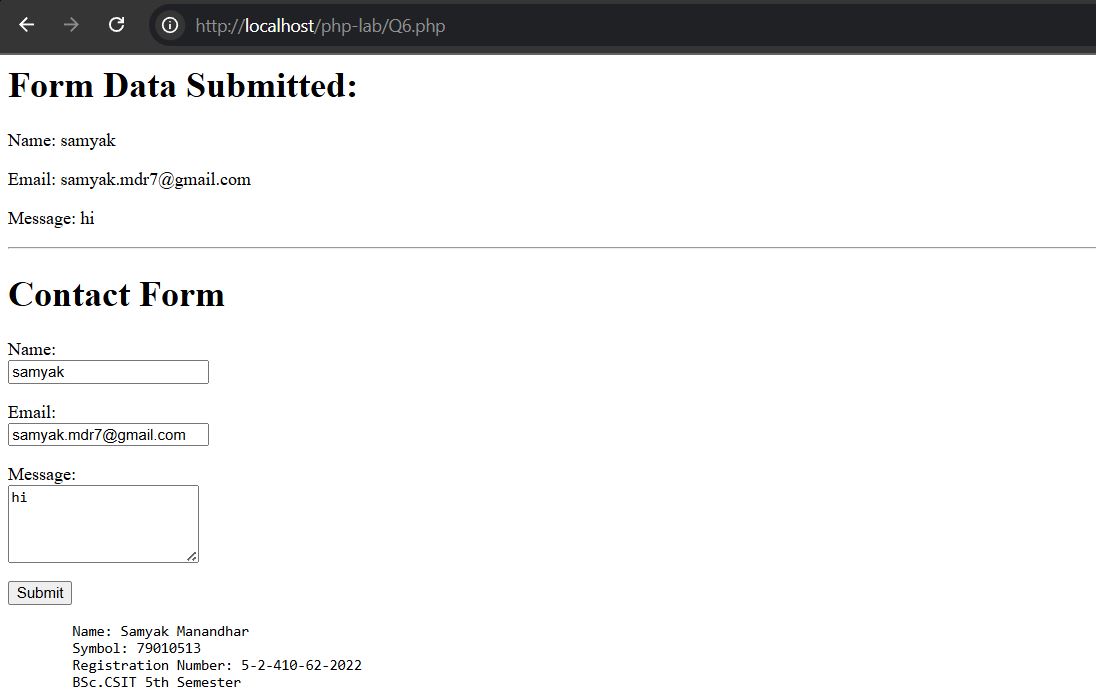 http://localhost/php-lab/Q6.php
Form Data Submitted:
Name: samyak
Email: samyak.mdr7@gmail.com
Message: hi
Contact Form
Name:
samyak
Email:
samyak.mdr7@gmail.com
Message:
hi
Submit
Name: Samyak Manandhar
Symbol: 79010513
Registration Number: 5-2-410-62-2022
BSc.CSIT 5th Semester